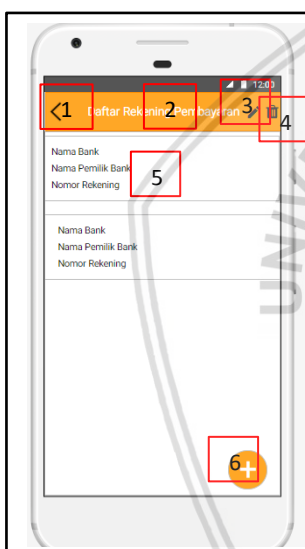 12:00
1 Daftar Rekening Pembayaran 2 3 4
Nama Bank
Nama Pemilik Bank
Nomor Rekening
5
Nama Bank
Nama Pemilik Bank
Nomor Rekening
6